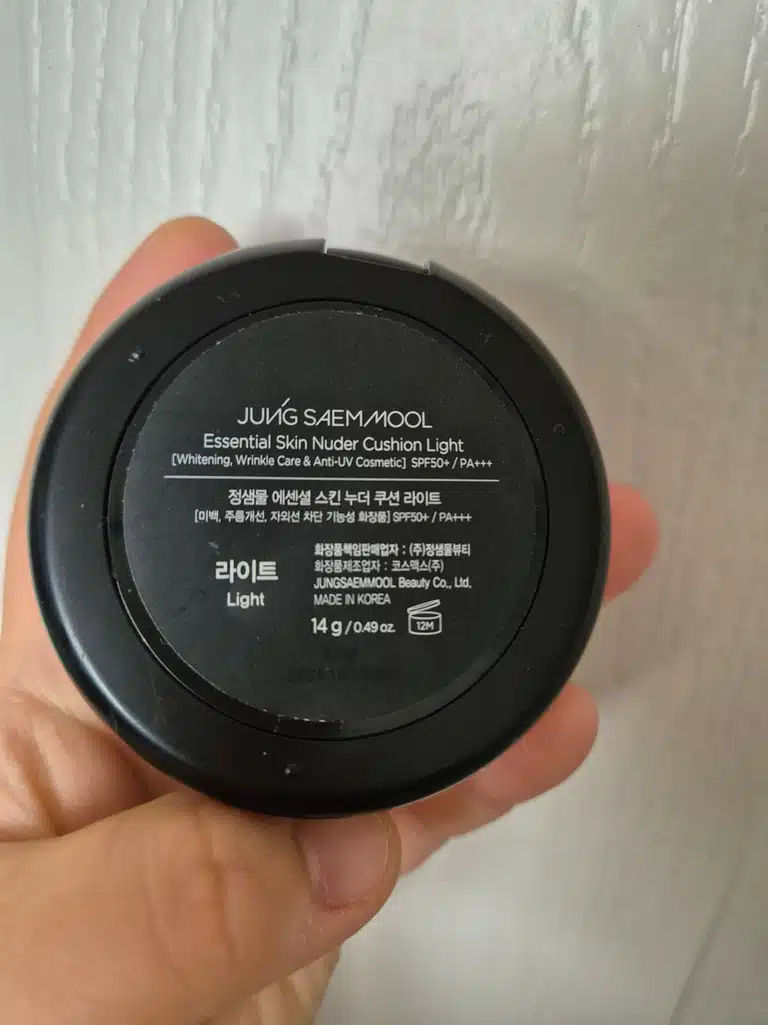 JUNG SAEMMOOL
Essential Skin Nuder Cushion Light
[Whitening, Wrinkle Care & Anti-UV Cosmetic] SPF50+ / PA+++
정샘물 에센셜 스킨 누더 쿠션 라이트
[미백, 주름개선, 자외선 차단 기능성 화장품] SPF50+ / PA+++
라이트
Light
화장품책임판매업자 : (주)정샘물뷰티
화장품제조업자 : 코스맥스(주)
JUNGSAEMMOOL Beauty Co., Ltd.
MADE IN KOREA
14 g / 0.49 oz.
12M